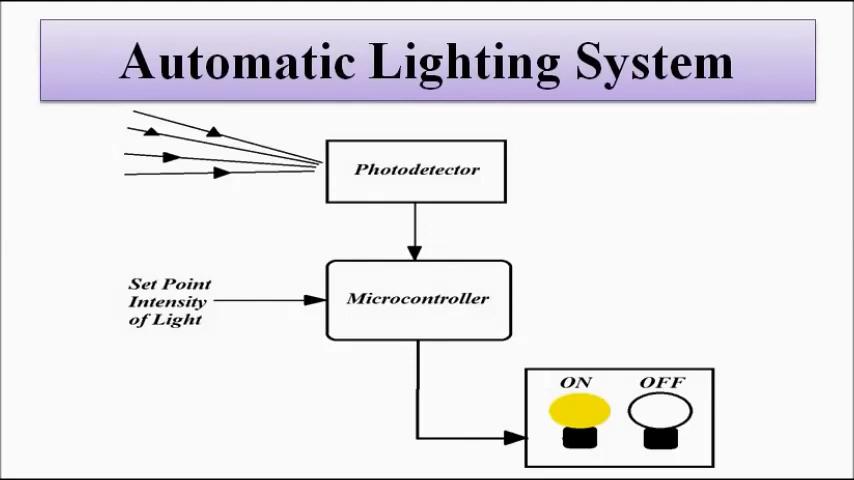 Automatic Lighting System
Photodetector
Set Point
Intensity
of Light
Microcontroller
ON OFF